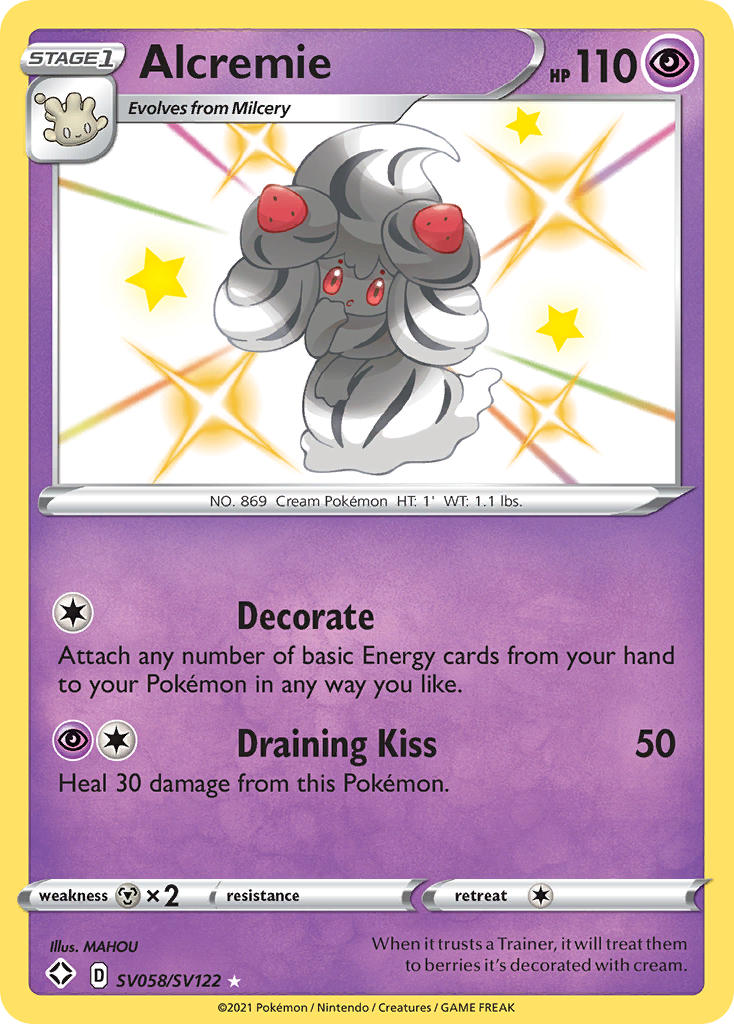 STAGE 1
Alcremie
HP 110
Evolves from Milcery
NO. 869 Cream Pokémon HT: 1' WT: 1.1 lbs.
Decorate
Attach any number of basic Energy cards from your hand
to your Pokémon in any way you like.
Draining Kiss 50
Heal 30 damage from this Pokémon.
weakness ×2 resistance retreat
Illus. MAHOU
When it trusts a Trainer, it will treat them
to berries it's decorated with cream.
D SV058/SV122
©2021 Pokémon / Nintendo / Creatures / GAME FREAK